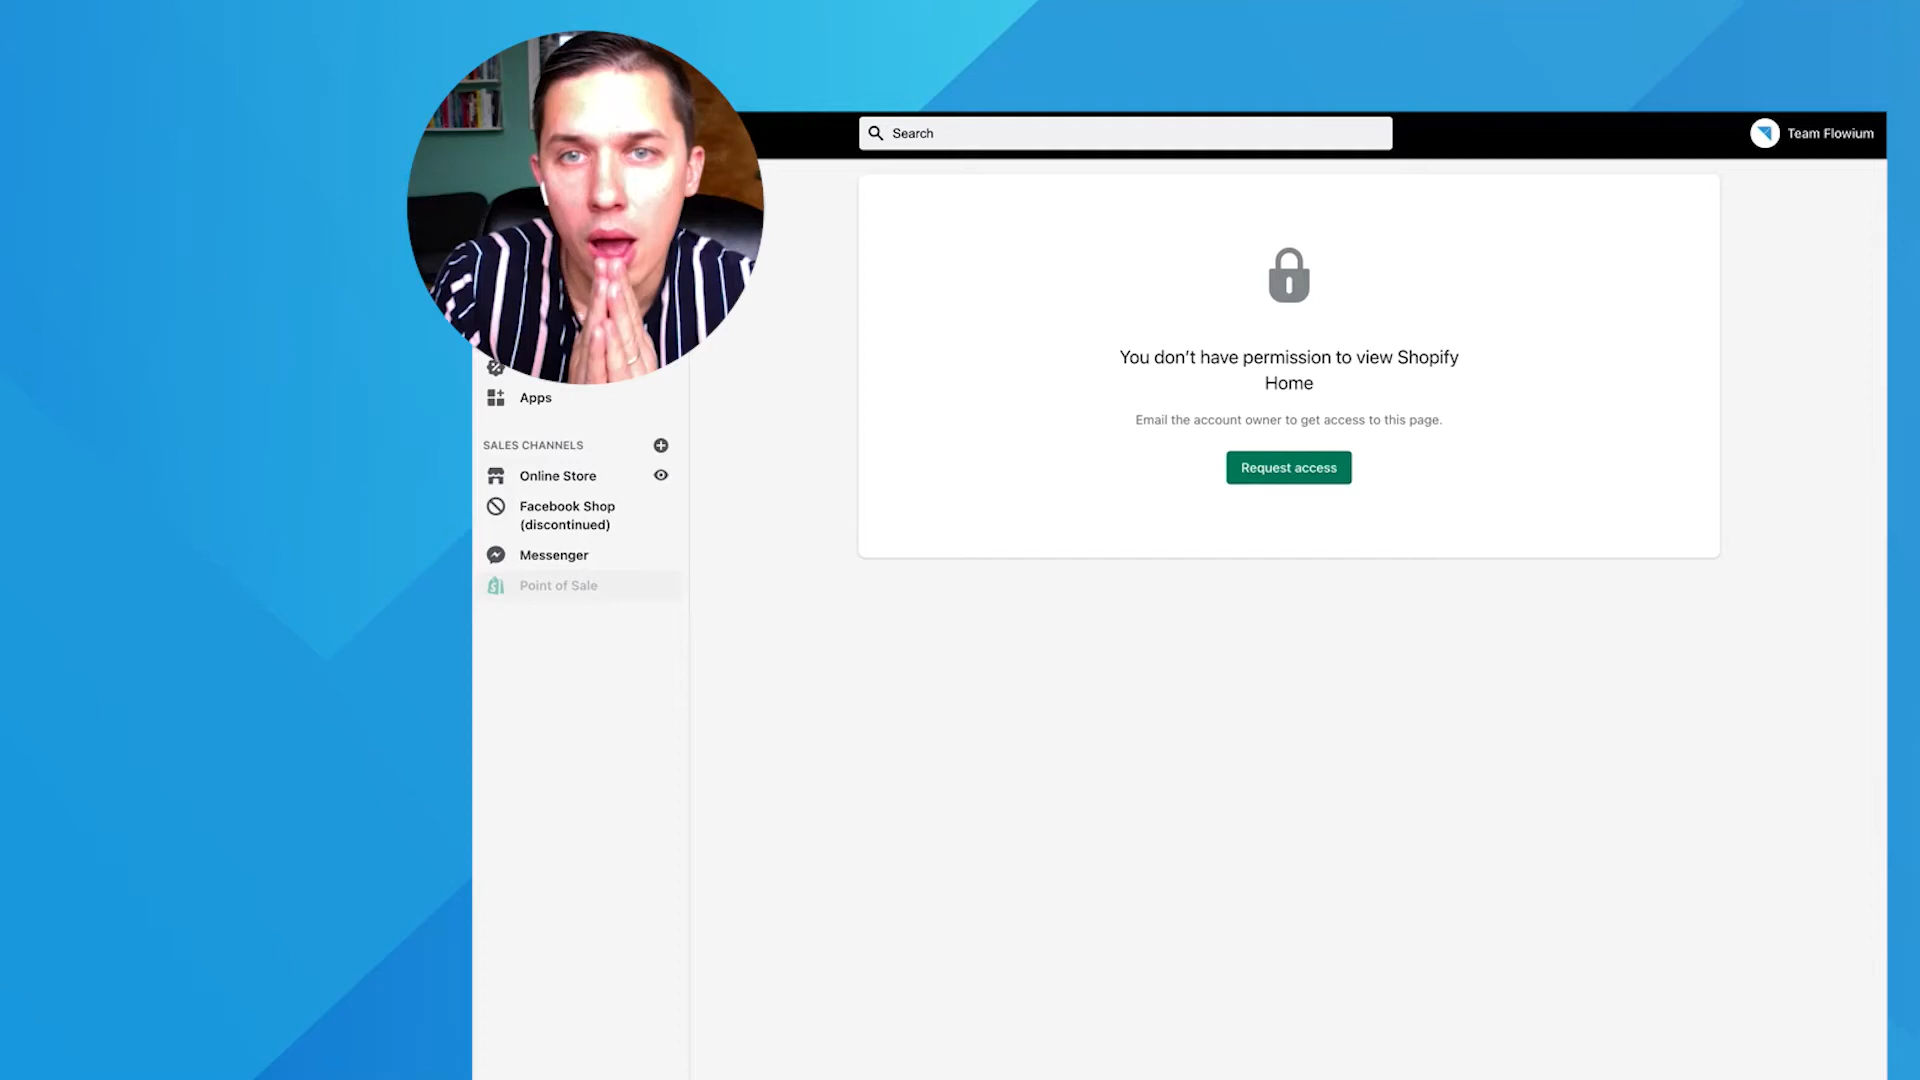 Search
Team Flowium
You don’t have permission to view Shopify
Home
Email the account owner to get access to this page.
Request access
Apps
SALES CHANNELS
Online Store
Facebook Shop
(discontinued)
Messenger
Point of Sale